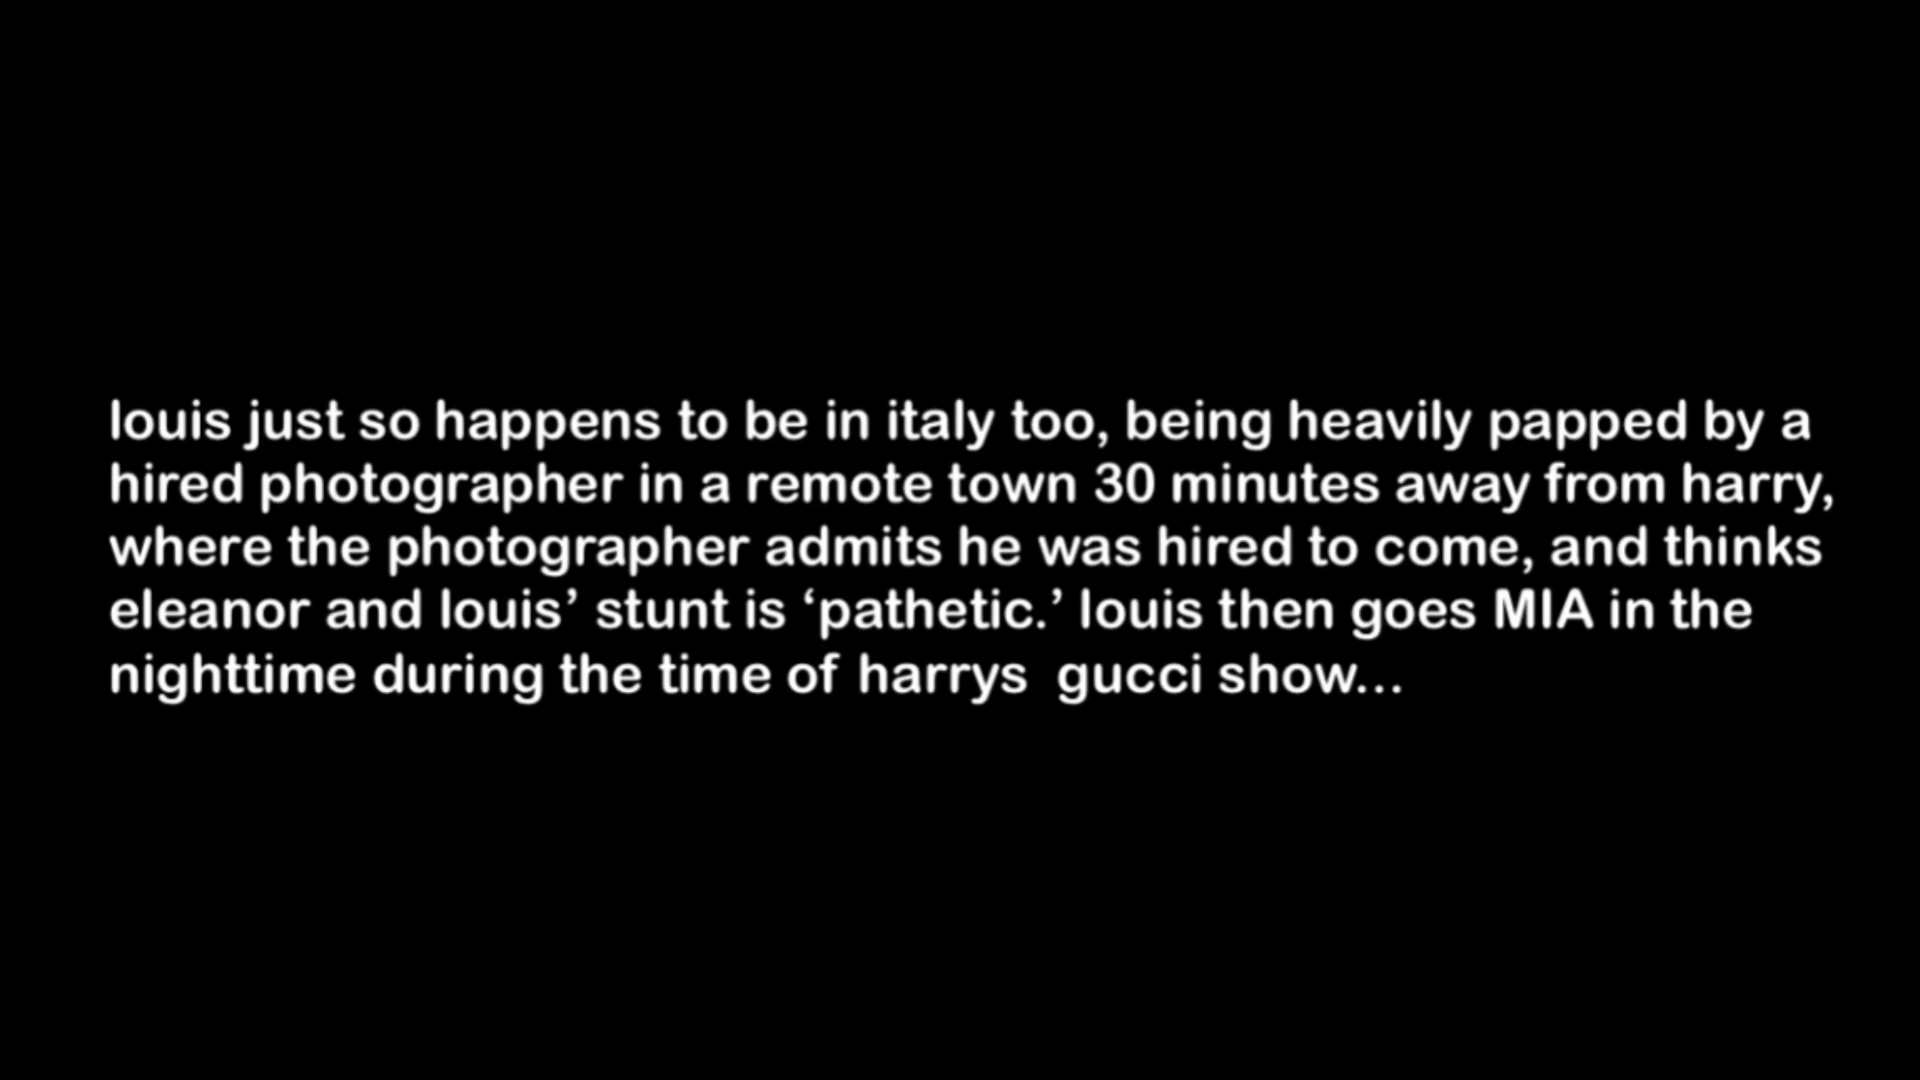 louis just so happens to be in italy too, being heavily papped by a
hired photographer in a remote town 30 minutes away from harry,
where the photographer admits he was hired to come, and thinks
eleanor and louis’ stunt is ‘pathetic.’ louis then goes MIA in the
nighttime during the time of harrys  gucci show...